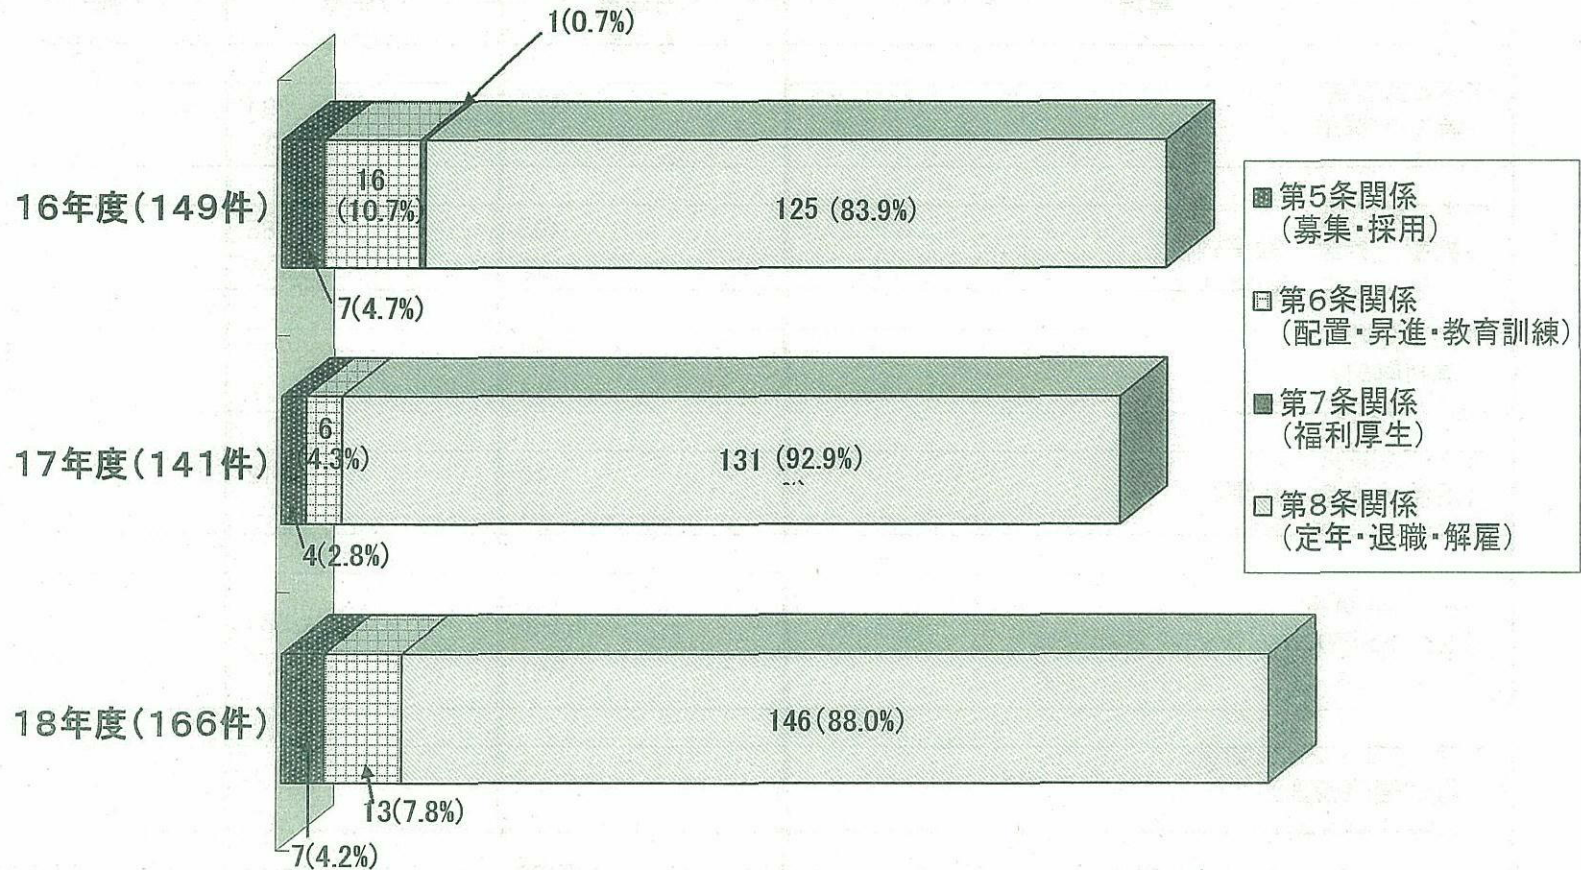 1(0.7%)
16年度(149件)
16
(10.7%)
125 (83.9%)
7(4.7%)
17年度(141件)
6
(4.3%)
131 (92.9%)
4(2.8%)
18年度(166件)
146(88.0%)
13(7.8%)
7(4.2%)
第5条関係
(募集・採用)
第6条関係
(配置・昇進・教育訓練)
第7条関係
(福利厚生)
第8条関係
(定年・退職・解雇)